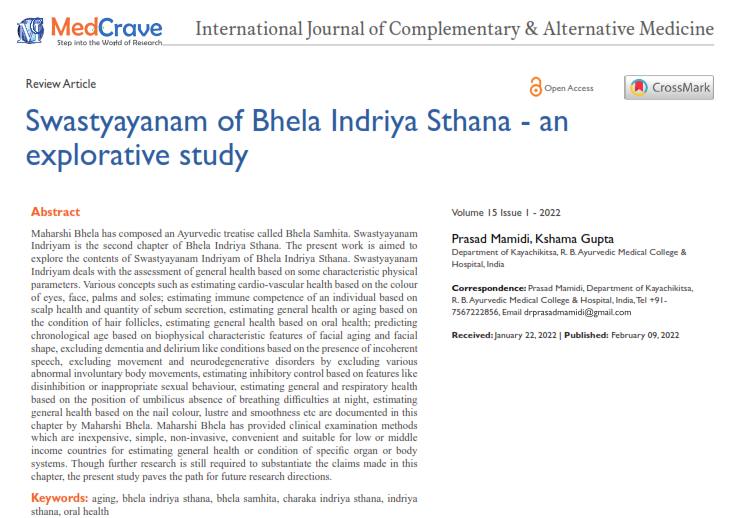 MedCrave
Step into the World of Research
International Journal of Complementary & Alternative Medicine
Review Article
Open Access
CrossMark
Swastyayanam of Bhela Indriya Sthana - an
explorative study
Abstract
Maharshi Bhela has composed an Ayurvedic treatise called Bhela Samhita. Swastyayanam
Indriyam is the second chapter of Bhela Indriya Sthana. The present work is aimed to
explore the contents of Swastyayanam Indriyam of Bhela Indriya Sthana. Swastyayanam
Indriyam deals with the assessment of general health based on some characteristic physical
parameters. Various concepts such as estimating cardio-vascular health based on the colour
of eyes, face, palms and soles; estimating immune competence of an individual based on
scalp health and quantity of sebum secretion, estimating general health or aging based on
the condition of hair follicles, estimating general health based on oral health; predicting
chronological age based on biophysical characteristic features of facial aging and facial
shape, excluding dementia and delirium like conditions based on the presence of incoherent
speech, excluding movement and neurodegenerative disorders by excluding various
abnormal involuntary body movements, estimating inhibitory control based on features like
disinhibition or inappropriate sexual behaviour, estimating general and respiratory health
based on the position of umbilicus absence of breathing difficulties at night, estimating
general health based on the nail colour, lustre and smoothness etc are documented in this
chapter by Maharshi Bhela. Maharshi Bhela has provided clinical examination methods
which are inexpensive, simple, non-invasive, convenient and suitable for low or middle
income countries for estimating general health or condition of specific organ or body
systems. Though further research is still required to substantiate the claims made in this
chapter, the present study paves the path for future research directions.
Keywords: aging, bhela indriya sthana, bhela samhita, charaka indriya sthana, indriya
sthana, oral health
Volume 15 Issue 1 - 2022
Prasad Mamidi, Kshama Gupta
Department of Kayachikitsa, R. B. Ayurvedic Medical College &
Hospital, India
Correspondence: Prasad Mamidi, Department of Kayachikitsa,
R. B. Ayurvedic Medical College & Hospital, India, Tel +91-
7567222856, Email drprasadmamidi@gmail.com
Received: January 22, 2022 | Published: February 09, 2022